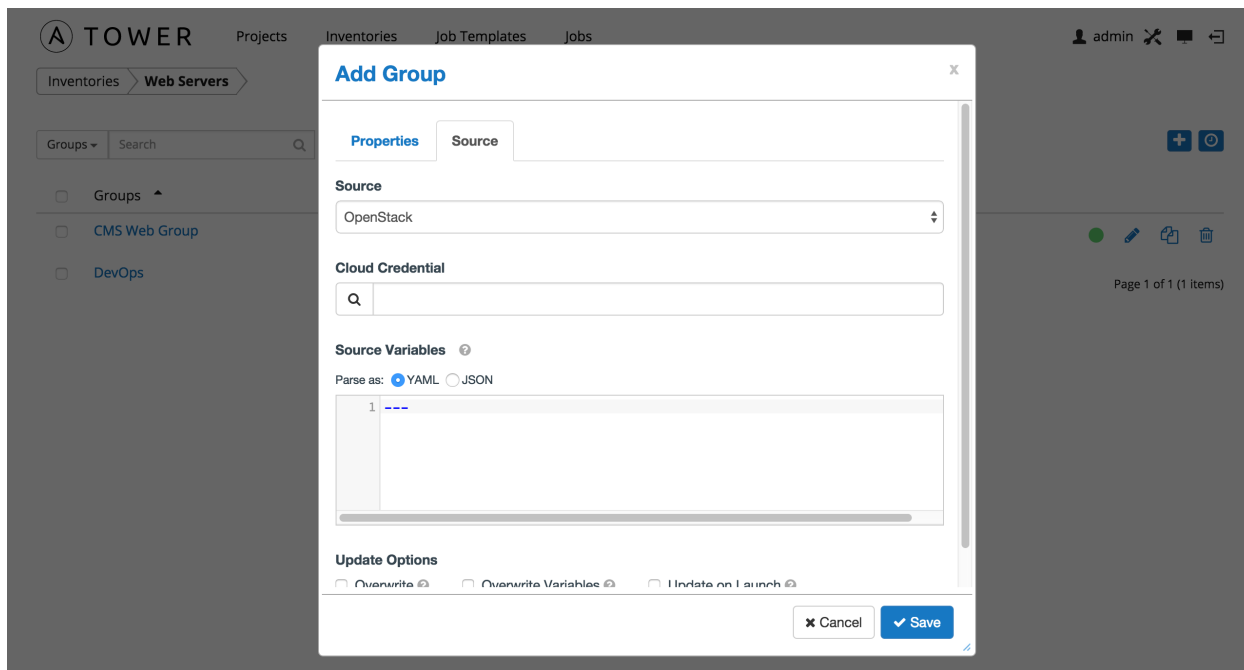 A TOWER Projects Inventories Job Templates Jobs admin
Inventories Web Servers
Add Group x
Properties Source
Groups Search
Source
Groups
OpenStack
CMS Web Group
DevOps
Cloud Credential
Page 1 of 1 (1 items)
Source Variables ?
Parse as: YAML JSON
1 ---
Update Options
Overwrite ? Overwrite Variables ? Update on Launch ?
Cancel Save